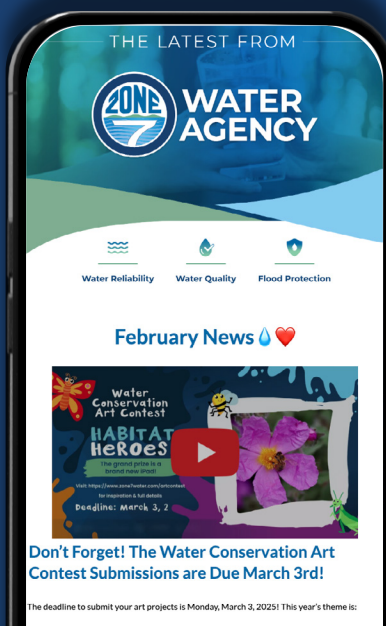 THE LATEST FROM
ZONE
7
WATER
AGENCY
Water Reliability
Water Quality
Flood Protection
February News💧❤️
Water
Conservation
Art Contest
HABITAT
HEROES
The grand prize is a
brand new iPad!
Visit https://www.zone7water.com/artcontest
for inspiration & full details
Deadline: March 3, 2
Don't Forget! The Water Conservation Art
Contest Submissions are Due March 3rd!
The deadline to submit your art projects is Monday, March 3, 2025! This year's theme is: